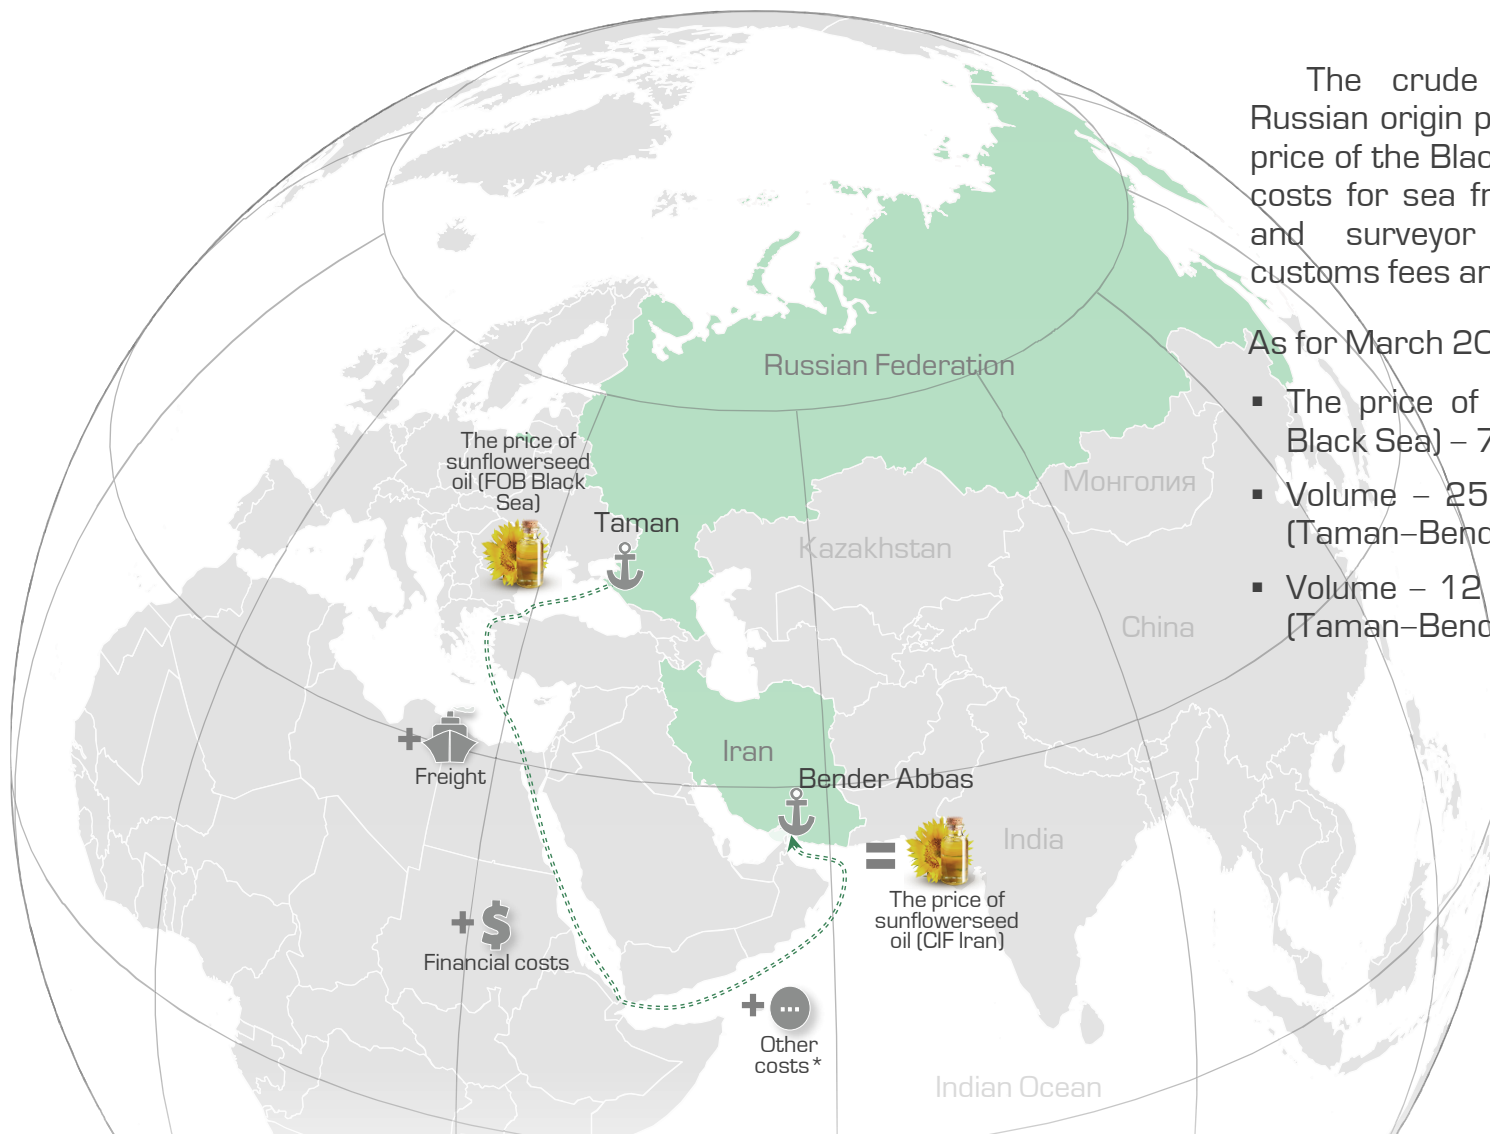 The crude
Russian origin p
price of the Blac
costs for sea fr
and surveyor
customs fees an
As for March 20
▪ The price of
Black Sea) – 7
▪ Volume – 25
(Taman–Bend
▪ Volume – 12
(Taman–Bend
Russian Federation
The price of
sunflowerseed
oil (FOB Black
Sea)
Taman
Монголия
Kazakhstan
China
Iran
Bender Abbas
+
Freight
India
=
The price of
sunflowerseed
oil (CIF Iran)
+ $
Financial costs
+ ...
Other
costs*
Indian Ocean